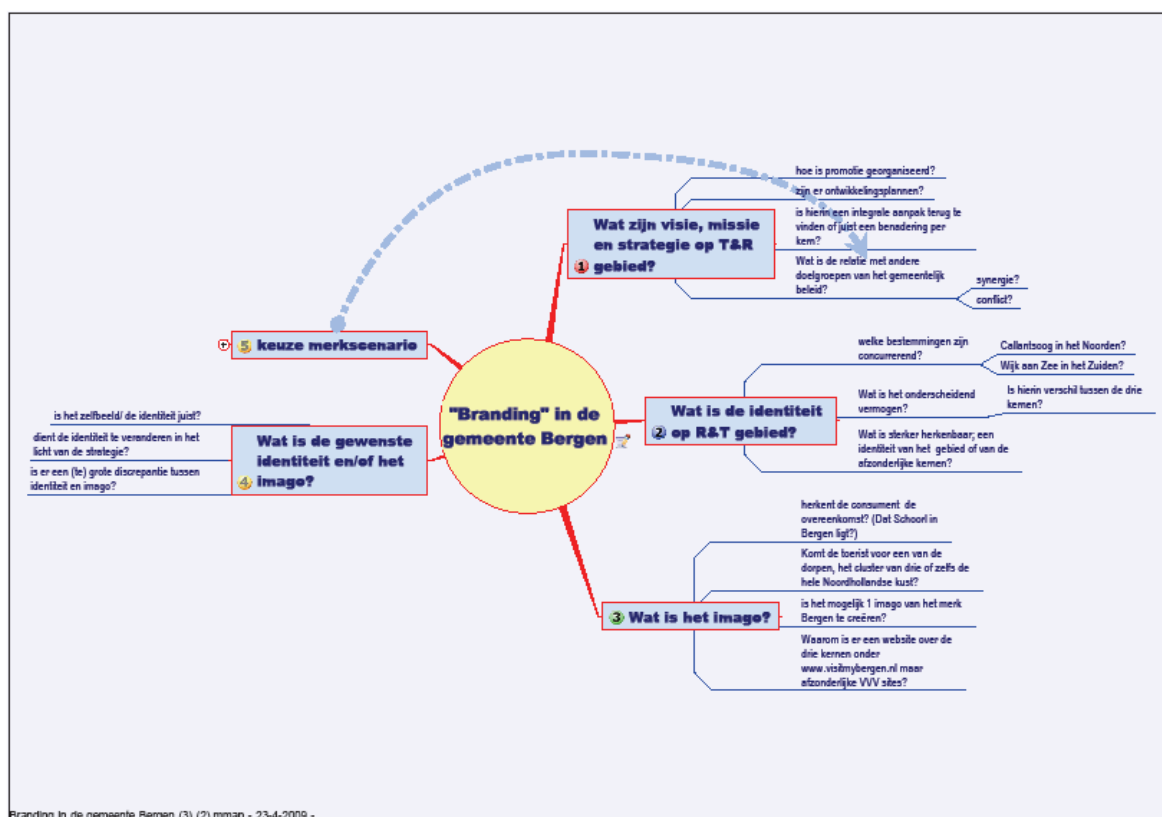 "Branding" in de
gemeente Bergen
1
Wat zijn visie, missie
en strategie op T&R
gebied?
hoe is promotie georganiseerd?
zijn er ontwikkelingsplannen?
is hierin een integrale aanpak terug te
vinden of juist een benadering per
kern?
Wat is de relatie met andere
doelgroepen van het gemeentelijk
beleid?
synergie?
conflict?
2
Wat is de identiteit
op R&T gebied?
welke bestemmingen zijn
concurrerend?
Callantsoog in het Noorden?
Wijk aan Zee in het Zuiden?
Wat is het onderscheidend
vermogen?
Is hierin verschil tussen de drie
kernen?
Wat is sterker herkenbaar; een
identiteit van het gebied of van de
afzonderlijke kernen?
3 Wat is het imago?
herkent de consument de
overeenkomst? (Dat Schoorl in
Bergen ligt?)
Komt de toerist voor een van de
dorpen, het cluster van drie of zelfs de
hele Noordhollandse kust?
is het mogelijk 1 imago van het merk
Bergen te creëren?
Waarom is er een website over de
drie kernen onder
www.visitmybergen.nl maar
afzonderlijke VVV sites?
4
Wat is de gewenste
identiteit en/of het
imago?
is het zelfbeeld/ de identiteit juist?
dient de identiteit te veranderen in het
licht van de strategie?
is er een (te) grote discrepantie tussen
identiteit en imago?
5 keuze merkscenario
Branding in de gemeente Bergen (3) (2).mmap - 23-4-2009 -